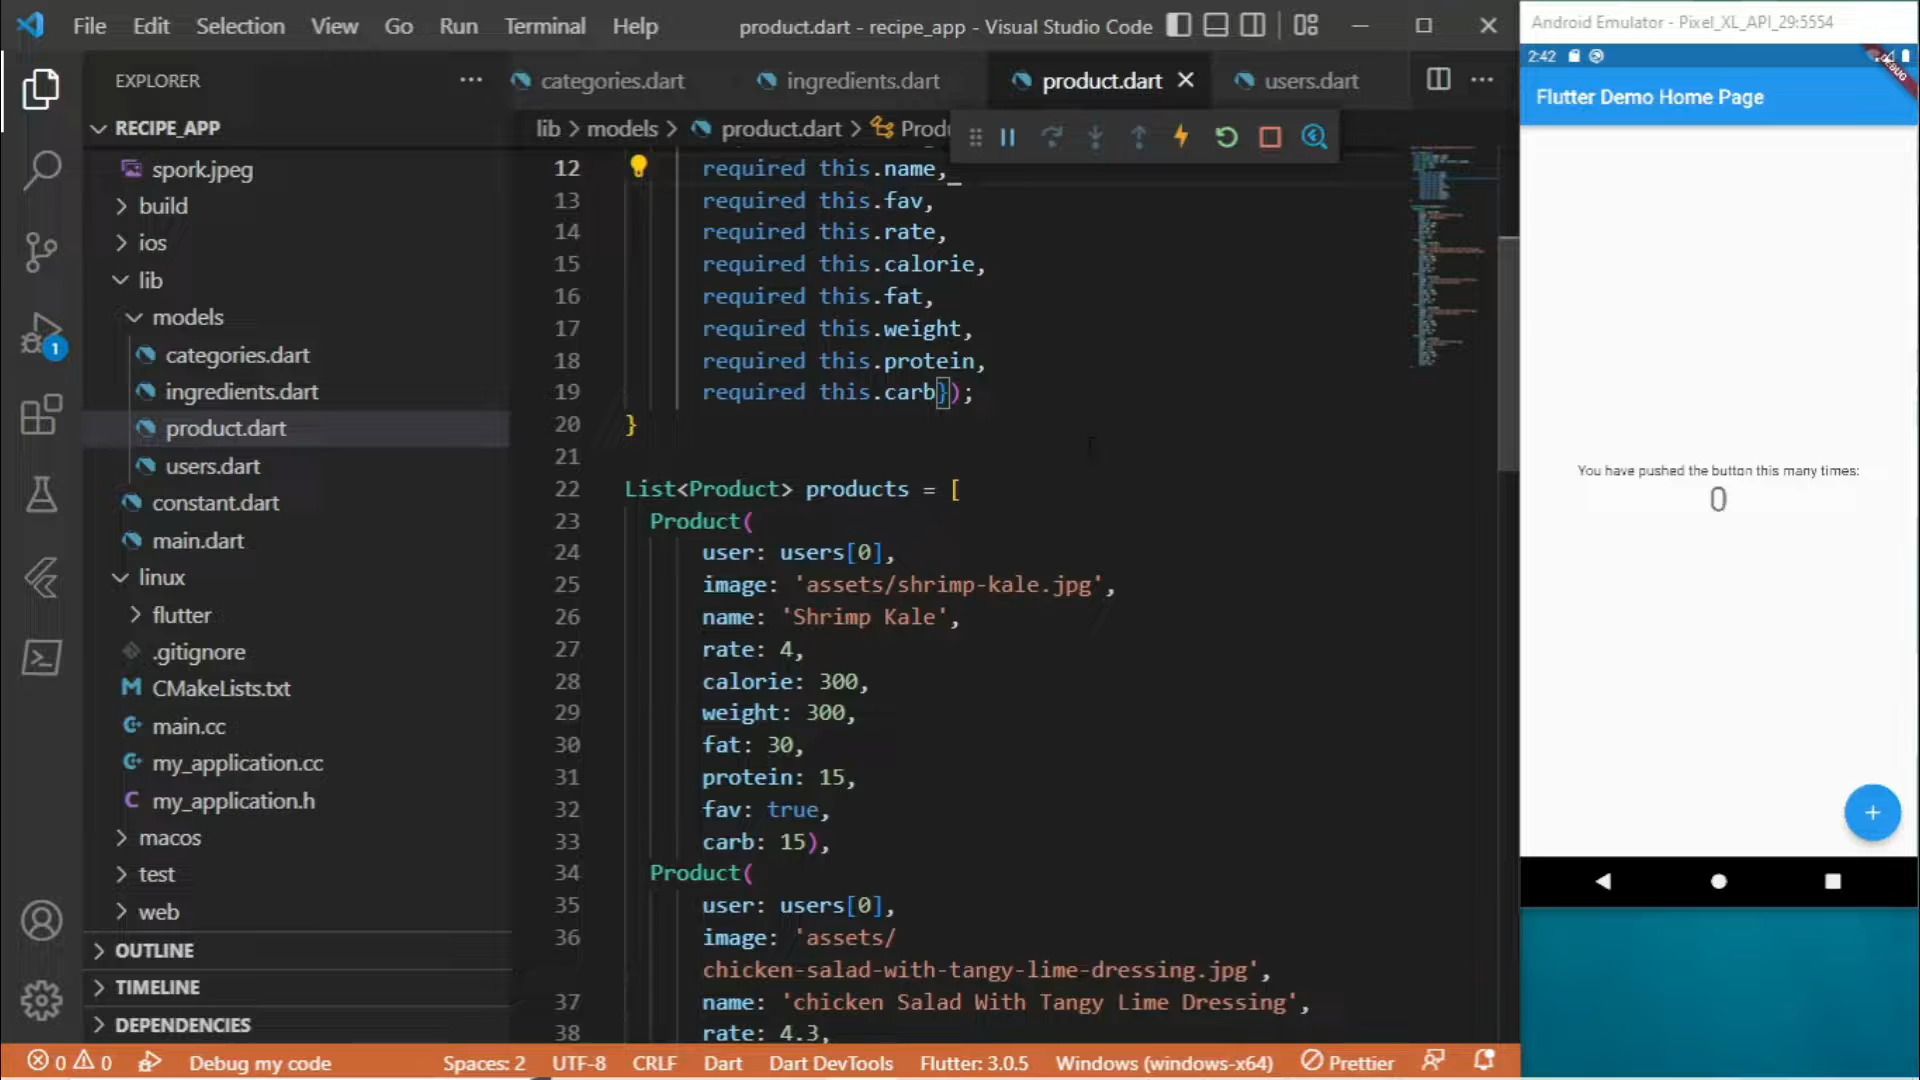 File Edit Selection View Go Run Terminal Help
product.dart - recipe_app - Visual Studio Code
Android Emulator - Pixel_XL_API_29:5554
EXPLORER
categories.dart
ingredients.dart
product.dart
users.dart
RECIPE_APP
spork.jpeg
build
ios
lib
models
categories.dart
ingredients.dart
product.dart
users.dart
constant.dart
main.dart
linux
flutter
.gitignore
M CMakeLists.txt
main.cc
my_application.cc
C my_application.h
macos
test
web
OUTLINE
TIMELINE
DEPENDENCIES
1
lib > models > product.dart > Produ
12 required this.name,
13 required this.fav,
14 required this.rate,
15 required this.calorie,
16 required this.fat,
17 required this.weight,
18 required this.protein,
19 required this.carb});
20 }
21
22 List<Product> products = [
23 Product(
24 user: users[0],
25 image: 'assets/shrimp-kale.jpg',
26 name: 'Shrimp Kale',
27 rate: 4,
28 calorie: 300,
29 weight: 300,
30 fat: 30,
31 protein: 15,
32 fav: true,
33 carb: 15),
34 Product(
35 user: users[0],
36 image: 'assets/
chicken-salad-with-tangy-lime-dressing.jpg',
37 name: 'chicken Salad With Tangy Lime Dressing',
38 rate: 4.3,
0 0 Debug my code Spaces: 2 UTF-8 CRLF Dart Dart DevTools Flutter: 3.0.5 Windows (windows-x64) Prettier
2:42
DEBUG
Flutter Demo Home Page
You have pushed the button this many times:
0
+